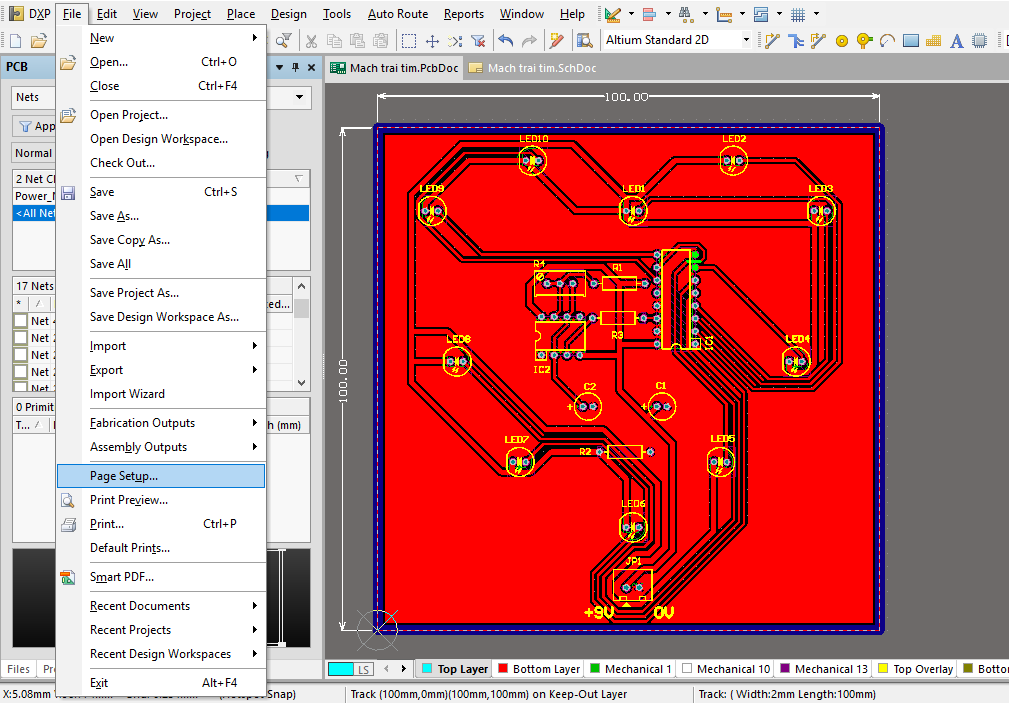 DXP File Edit View Project Place Design Tools Auto Route Reports Window Help
Altium Standard 2D
PCB
Mach trai tim.PcbDoc
Mach trai tim.SchDoc
Nets
App
Normal
2 Net Cl
Power_N
<All Net
17 Nets
* /
ed...
Net
Net
Net
Net
Net
0 Primit
T... /
h (mm)
New
Open... Ctrl+O
Close Ctrl+F4
Open Project...
Open Design Workspace...
Check Out...
Save Ctrl+S
Save As...
Save Copy As...
Save All
Save Project As...
Save Design Workspace As...
Import
Export
Import Wizard
Fabrication Outputs
Assembly Outputs
Page Setup...
Print Preview...
Print... Ctrl+P
Default Prints...
Smart PDF...
Recent Documents
Recent Projects
Recent Design Workspaces
Exit Alt+F4
100.00
100.00
LED10
LED2
LED9
LED1
LED3
R4
R1
R3
IC1
IC2
LED8
LED4
C2
C1
LED7
R2
LED5
LED6
JP1
+9V
0V
Files
LS
Top Layer
Bottom Layer
Mechanical 1
Mechanical 10
Mechanical 13
Top Overlay
Botto
X:5.08mm
Snap)
Track (100mm,0mm)(100mm,100mm) on Keep-Out Layer
Track: ( Width:2mm Length:100mm)